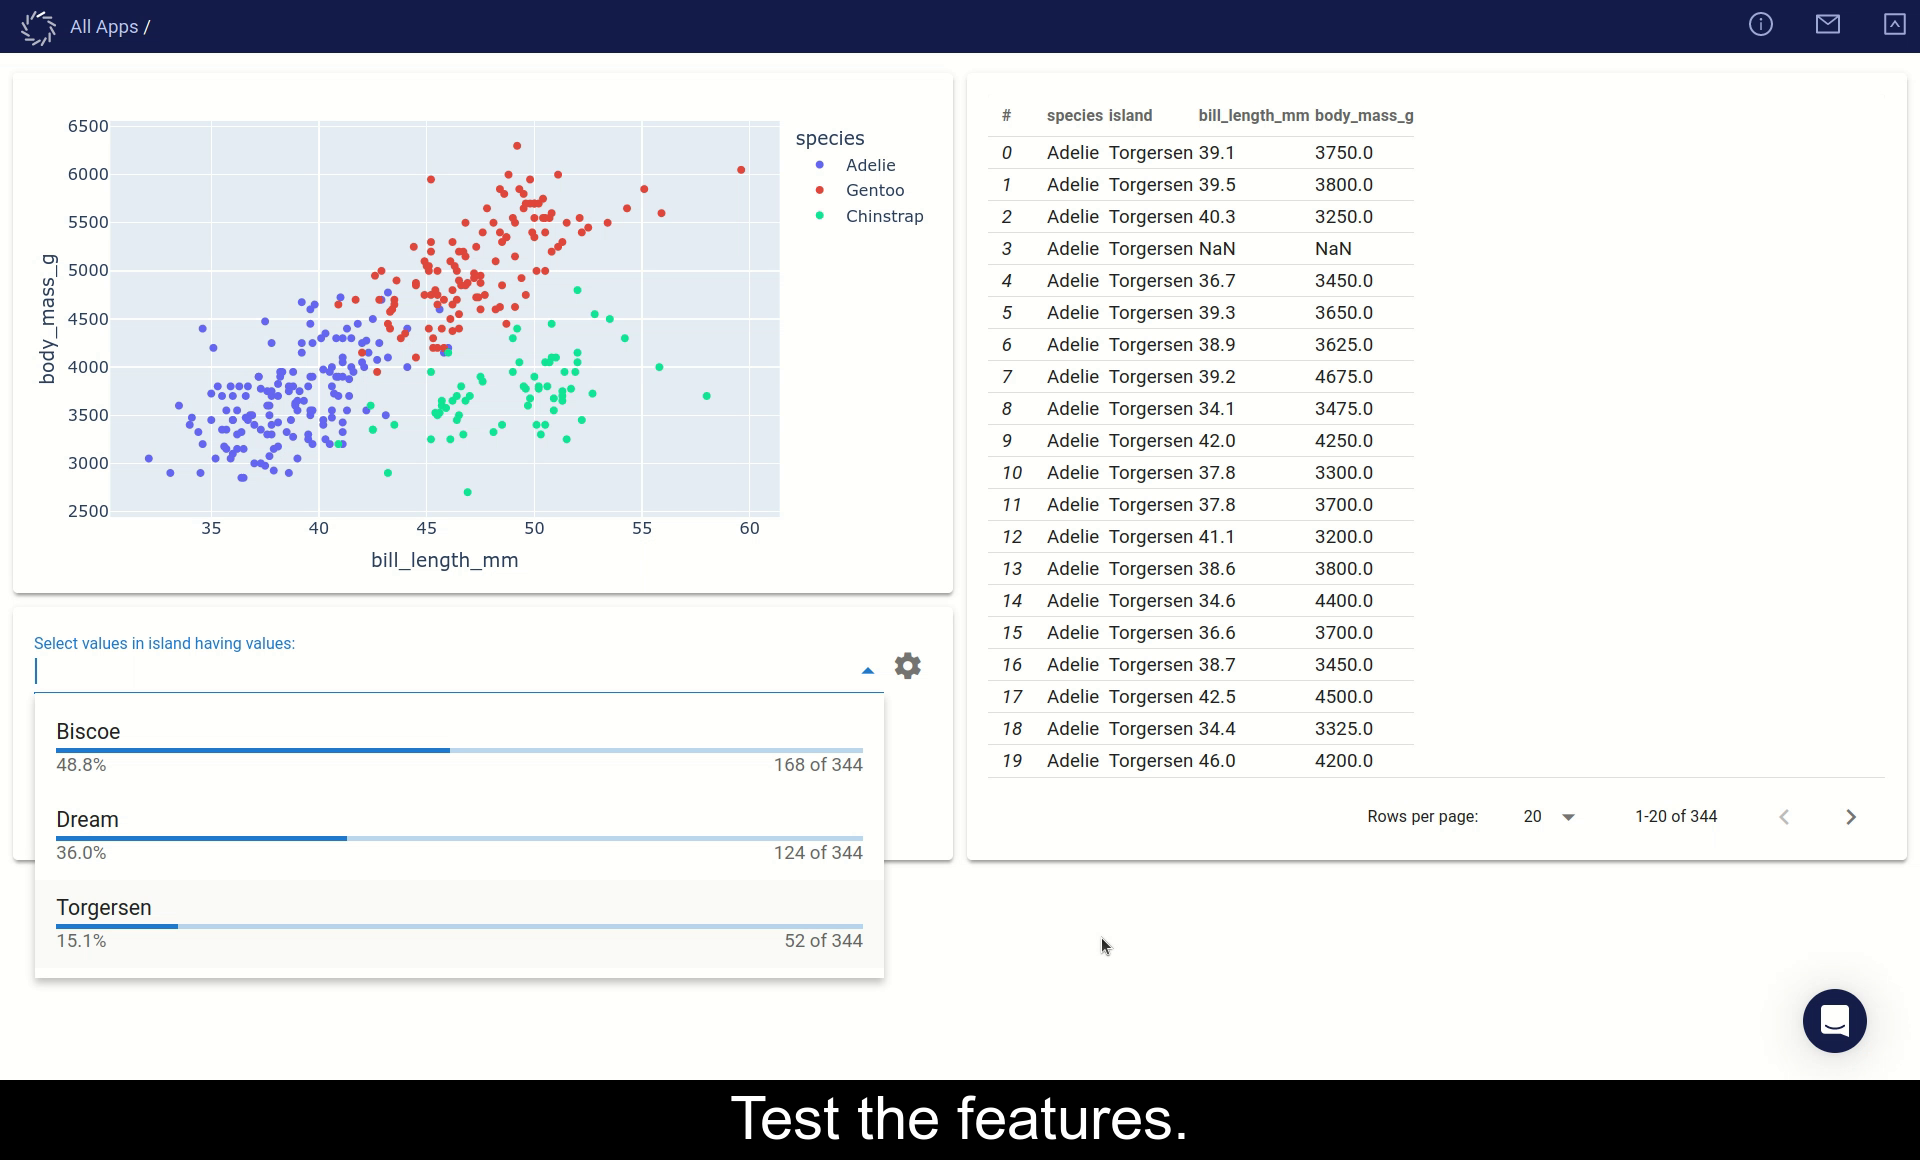 All Apps /
6500
6000
5500
5000
4500
4000
3500
3000
2500
body_mass_g
35 40 45 50 55 60
bill_length_mm
species
Adelie
Gentoo
Chinstrap
Select values in island having values:
Biscoe
48.8% 168 of 344
Dream
36.0% 124 of 344
Torgersen
15.1% 52 of 344
# species island bill_length_mm body_mass_g
0 Adelie Torgersen 39.1 3750.0
1 Adelie Torgersen 39.5 3800.0
2 Adelie Torgersen 40.3 3250.0
3 Adelie Torgersen NaN NaN
4 Adelie Torgersen 36.7 3450.0
5 Adelie Torgersen 39.3 3650.0
6 Adelie Torgersen 38.9 3625.0
7 Adelie Torgersen 39.2 4675.0
8 Adelie Torgersen 34.1 3475.0
9 Adelie Torgersen 42.0 4250.0
10 Adelie Torgersen 37.8 3300.0
11 Adelie Torgersen 37.8 3700.0
12 Adelie Torgersen 41.1 3200.0
13 Adelie Torgersen 38.6 3800.0
14 Adelie Torgersen 34.6 4400.0
15 Adelie Torgersen 36.6 3700.0
16 Adelie Torgersen 38.7 3450.0
17 Adelie Torgersen 42.5 4500.0
18 Adelie Torgersen 34.4 3325.0
19 Adelie Torgersen 46.0 4200.0
Rows per page: 20 1-20 of 344
Test the features.